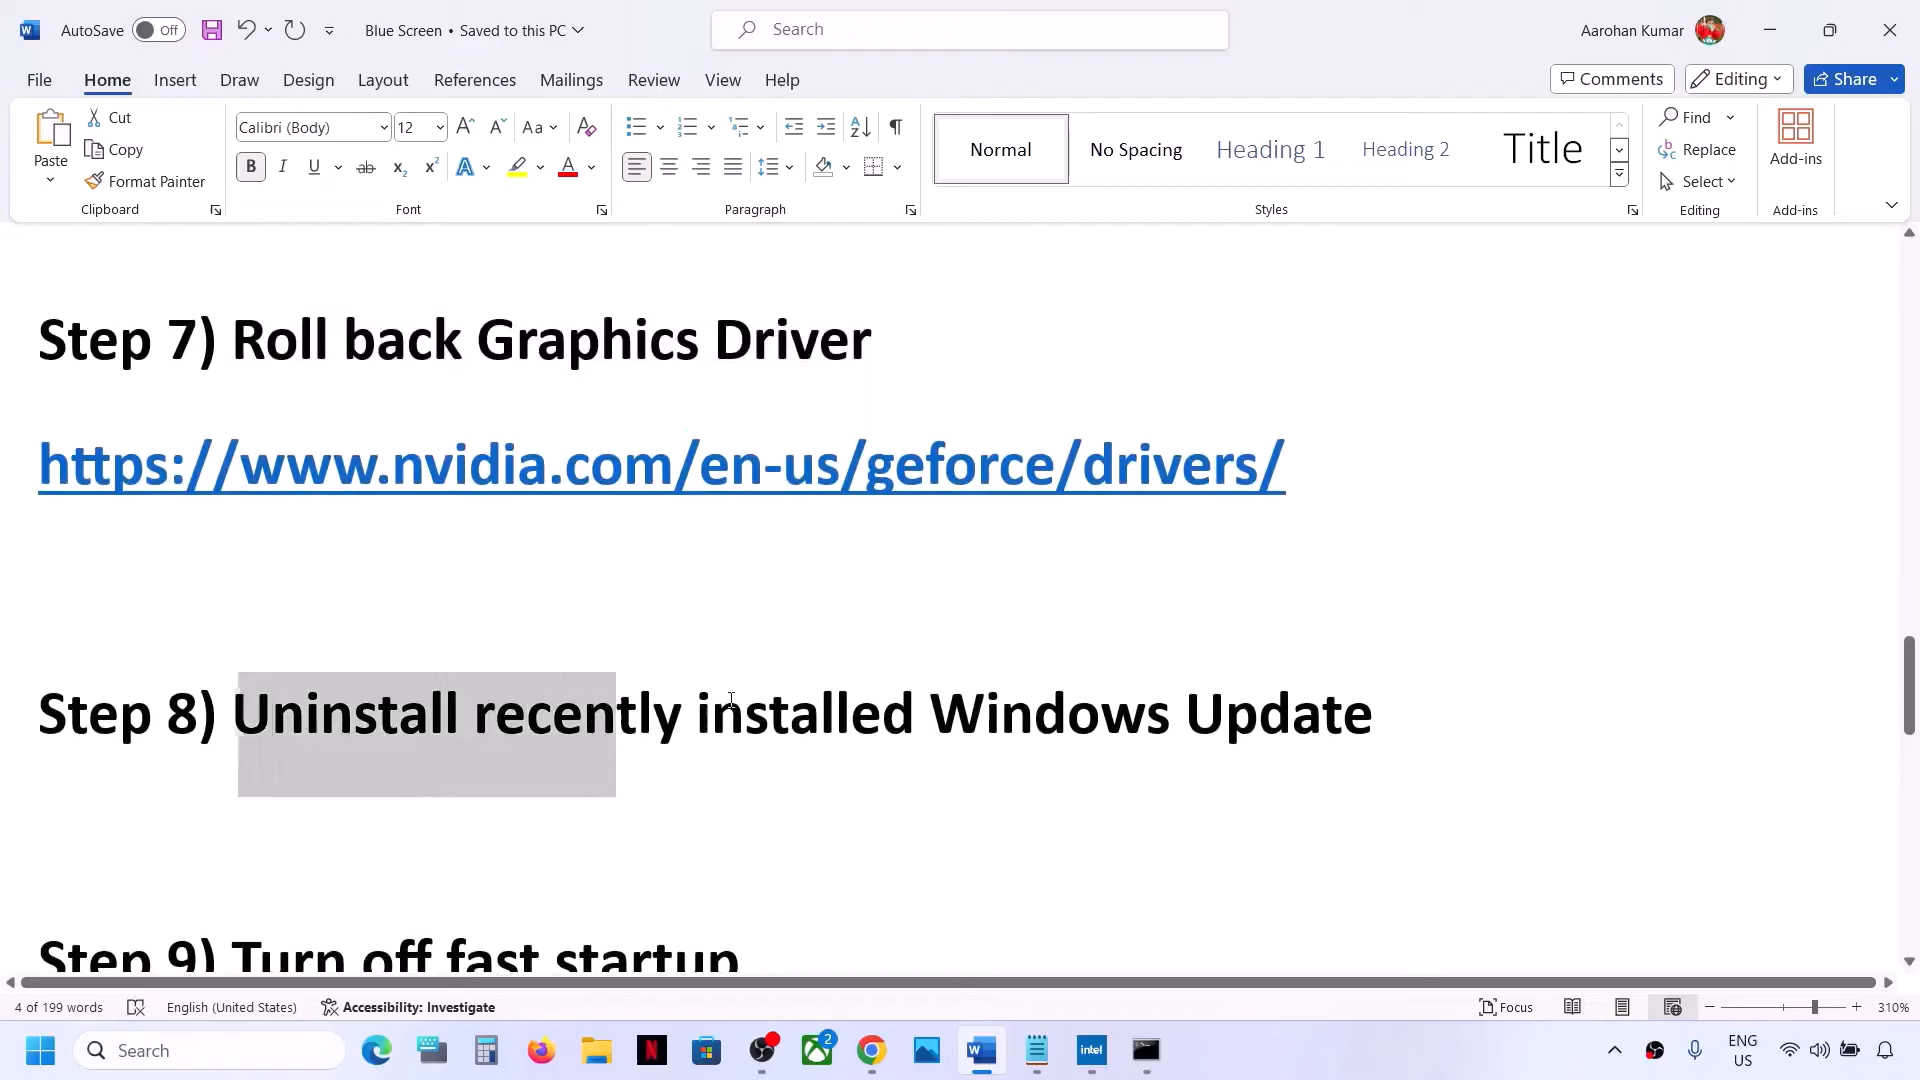 AutoSave Off Blue Screen • Saved to this PC Search Aarohan Kumar
File Home Insert Draw Design Layout References Mailings Review View Help Comments Editing Share
Paste Cut Copy Format Painter Clipboard
Calibri (Body) 12 Font
Paragraph
Normal No Spacing Heading 1 Heading 2 Title Styles
Find Replace Select Editing
Add-ins Add-ins
Step 7) Roll back Graphics Driver
https://www.nvidia.com/en-us/geforce/drivers/
Step 8) Uninstall recently installed Windows Update
Step 9) Turn off fast startup
4 of 199 words English (United States) Accessibility: Investigate Focus 310%
Search intel 2 ENG US